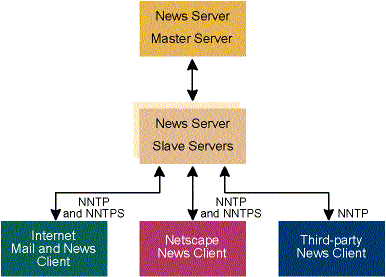 News Server
Master Server
News Server
Slave Servers
NNTP
and NNTPS
NNTP
and NNTPS
NNTP
Internet
Mail and News
Client
Netscape
News Client
Third-party
News Client